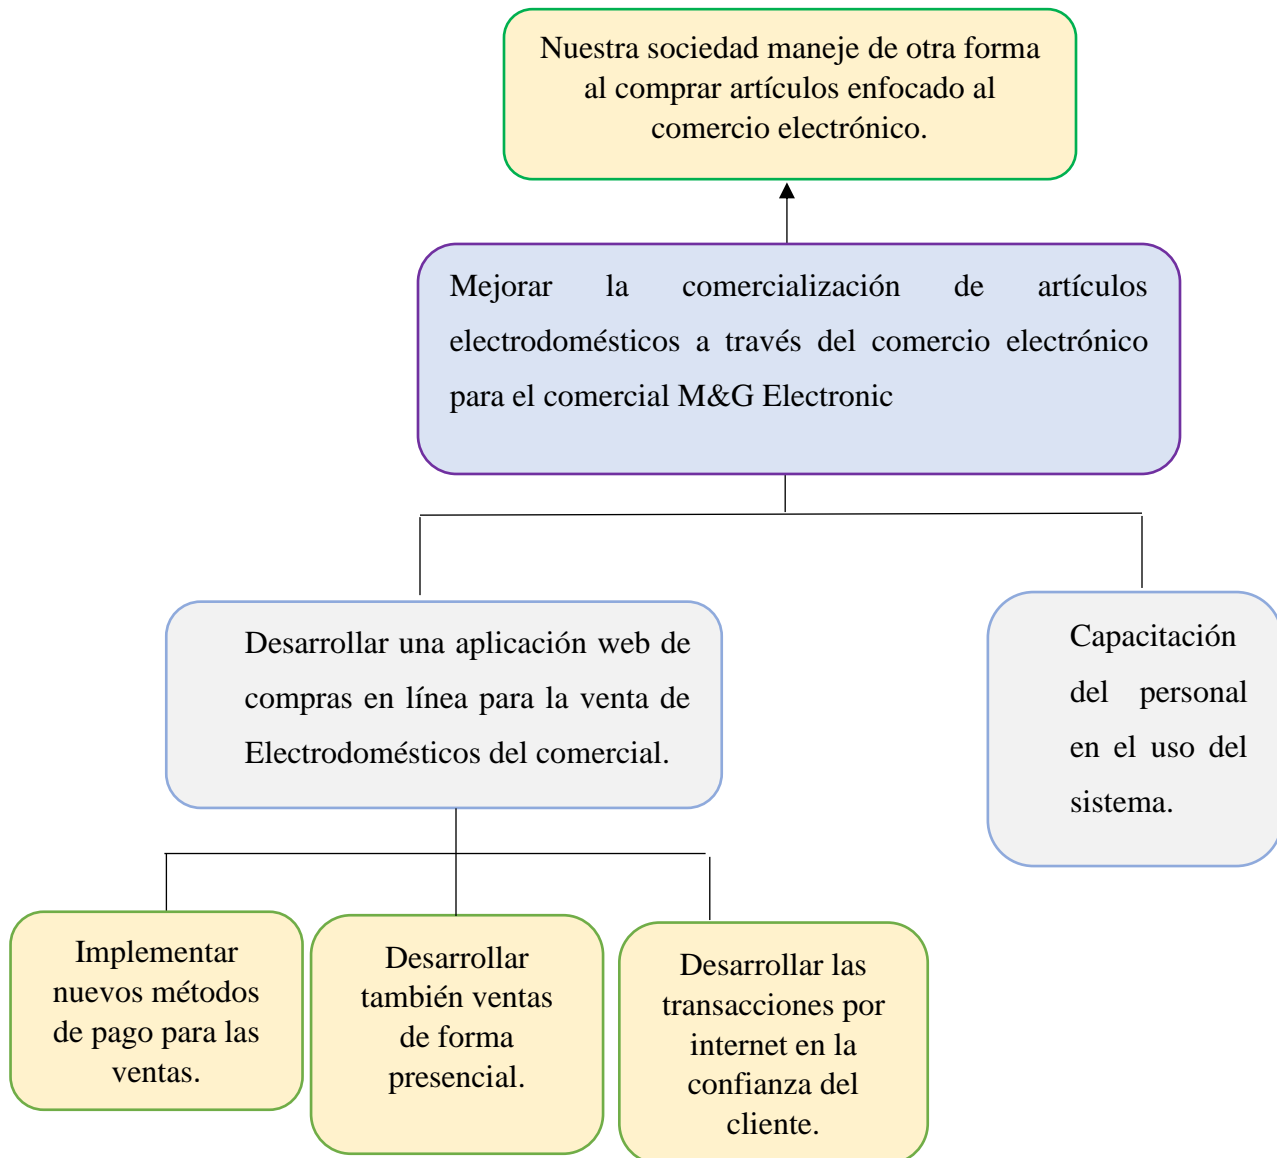 Nuestra sociedad maneje de otra forma
al comprar artículos enfocado al
comercio electrónico.
Mejorar la comercialización de artículos
electrodomésticos a través del comercio electrónico
para el comercial M&G Electronic
Desarrollar una aplicación web de
compras en línea para la venta de
Electrodomésticos del comercial.
Capacitación
del personal
en el uso del
sistema.
Implementar
nuevos métodos
de pago para las
ventas.
Desarrollar
también ventas
de forma
presencial.
Desarrollar las
transacciones por
internet en la
confianza del
cliente.